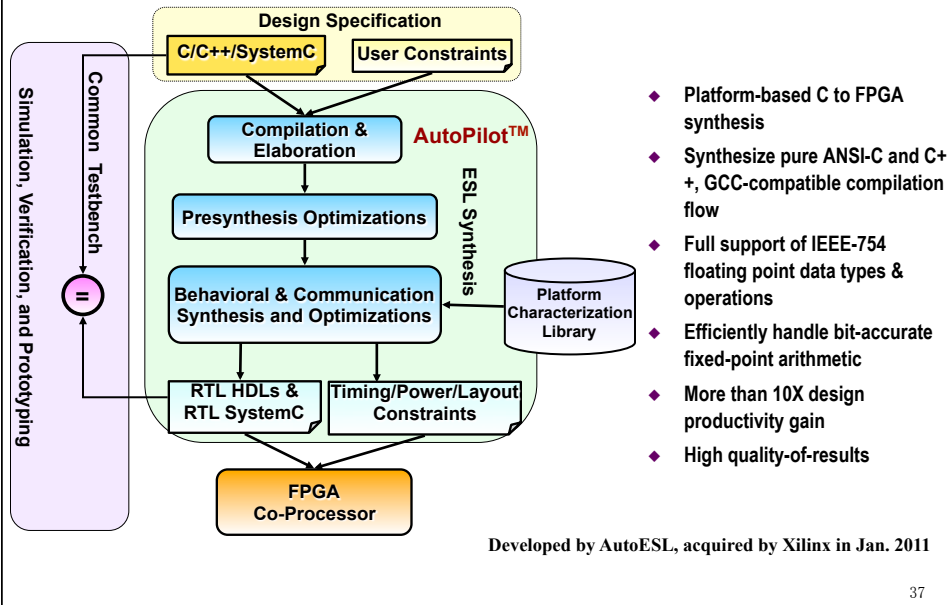 Design Specification
C/C++/SystemC
User Constraints
Simulation, Verification, and Prototyping
Common Testbench
=
AutoPilot™
Compilation &
Elaboration
Presynthesis Optimizations
ESL Synthesis
Behavioral & Communication
Synthesis and Optimizations
Platform
Characterization
Library
RTL HDLs &
RTL SystemC
Timing/Power/Layout
Constraints
FPGA
Co-Processor
◆ Platform-based C to FPGA
synthesis
◆ Synthesize pure ANSI-C and C+
+, GCC-compatible compilation
flow
◆ Full support of IEEE-754
floating point data types &
operations
◆ Efficiently handle bit-accurate
fixed-point arithmetic
◆ More than 10X design
productivity gain
◆ High quality-of-results
Developed by AutoESL, acquired by Xilinx in Jan. 2011
37